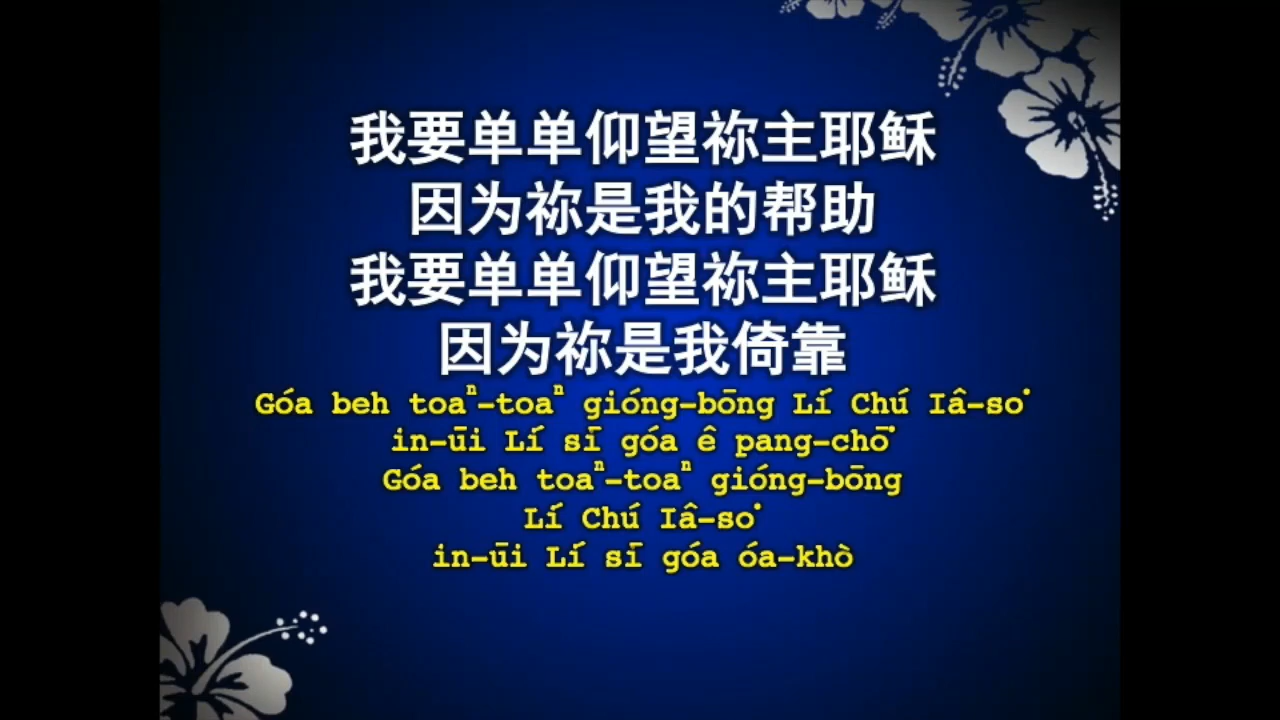 我要单单仰望祢主耶稣
因为祢是我的帮助
我要单单仰望祢主耶稣
因为祢是我倚靠
Góa beh toaⁿ-toaⁿ gióng-bōng Lí Chú Iâ-so͘
in-ūi Lí sī góa ê pang-chō͘
Góa beh toaⁿ-toaⁿ gióng-bōng
Lí Chú Iâ-so͘
in-ūi Lí sī góa óa-khò